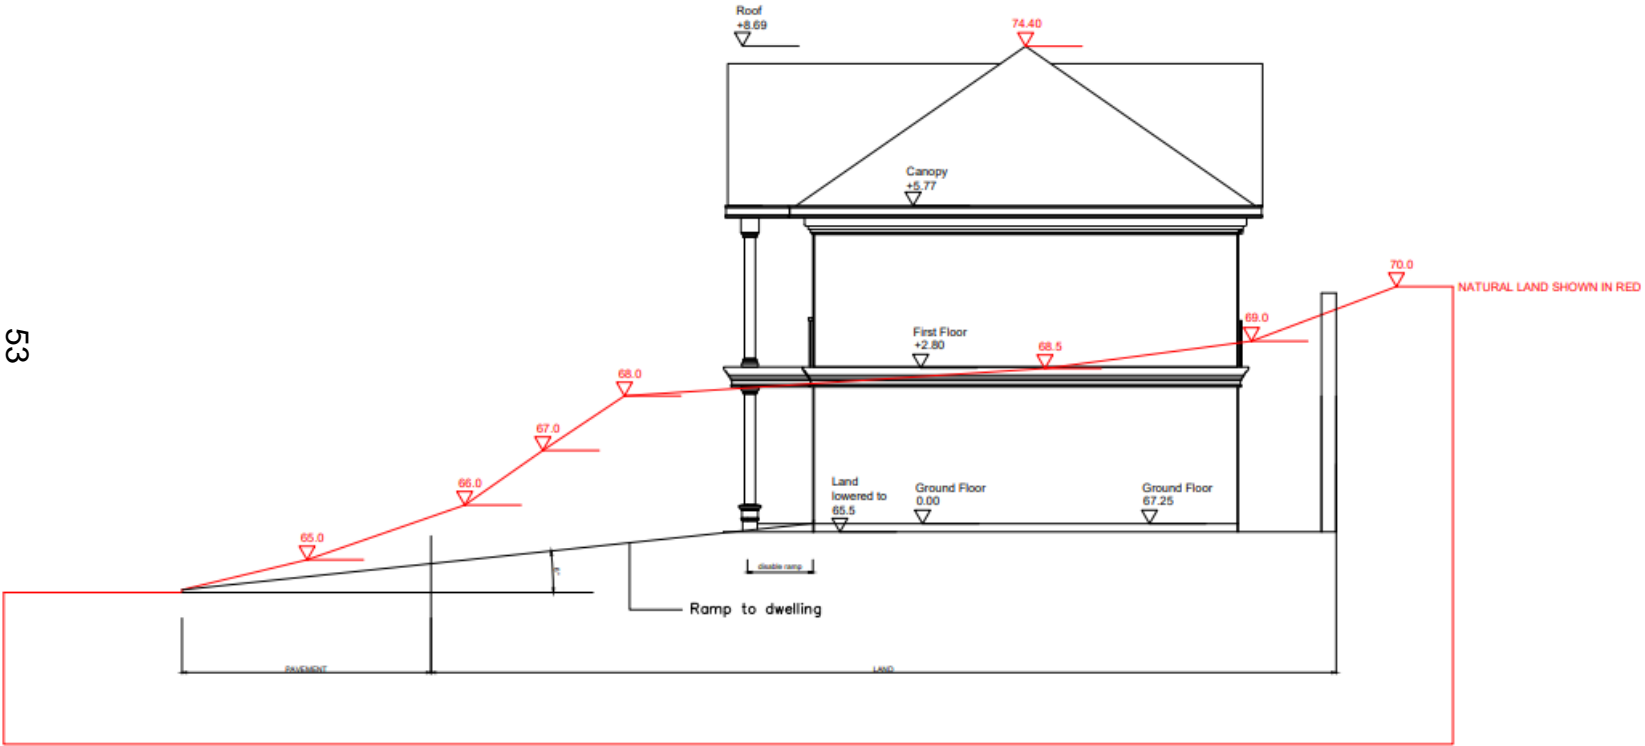 Roof
+8.69
74.40
Canopy
+5.77
70.0
NATURAL LAND SHOWN IN RED
69.0
First Floor
+2.80
68.5
53
68.0
67.0
66.0
Land
lowered to
65.5
Ground Floor
0.00
Ground Floor
67.25
65.0
disable ramp
Ramp to dwelling
PAVEMENT
LAND